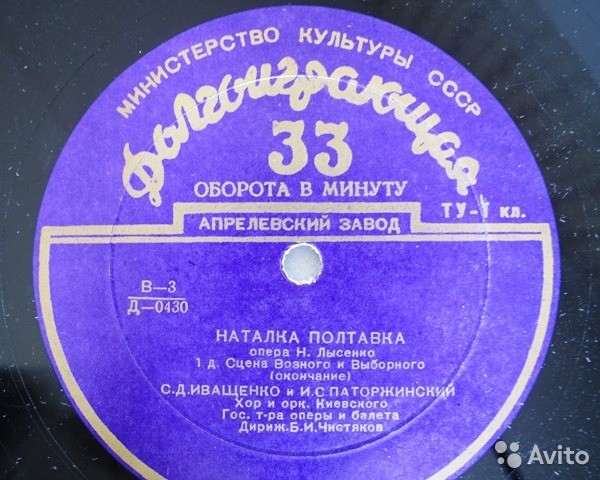 МИНИСТЕРСТВО КУЛЬТУРЫ СССР
Долгоиграющая
33
ОБОРОТА В МИНУТУ
ТУ-1 кл.
АПРЕЛЕВСКИЙ ЗАВОД
В—3
Д—0430
НАТАЛКА ПОЛТАВКА
опера Н. Лысенко
1 д. Сцена Возного и Выборного
(окончание)
С.Д.ИВАЩЕНКО и И.С.ПАТОРЖИНСКИЙ
Хор и орк. Киевского
Гос. т-ра оперы и балета
Дириж.Б.И.Чистяков
Avito